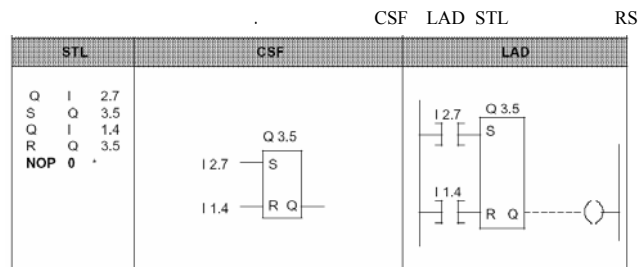 . CSF LAD STL RS
STL CSF LAD
Q I 2.7
S Q 3.5
Q I 1.4
R Q 3.5
NOP 0 *
Q 3.5
I 2.7 S
I 1.4 R Q
I 2.7 Q 3.5
S
I 1.4
R Q